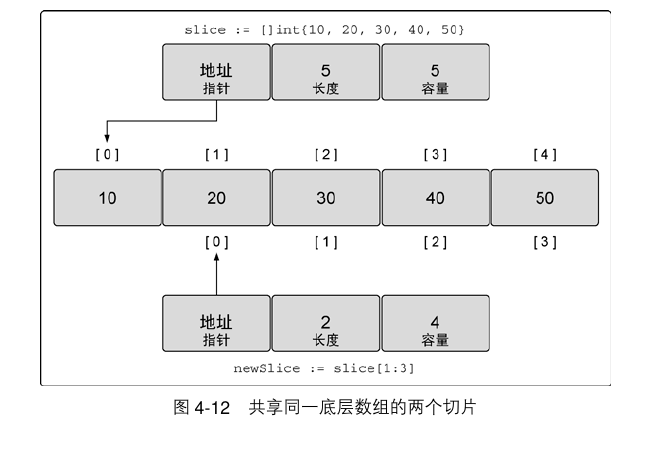 slice := []int{10, 20, 30, 40, 50}
地址 5 5
指针 长度 容量
[0] [1] [2] [3] [4]
10 20 30 40 50
[0] [1] [2] [3]
地址 2 4
指针 长度 容量
newSlice := slice[1:3]
图 4-12 共享同一底层数组的两个切片